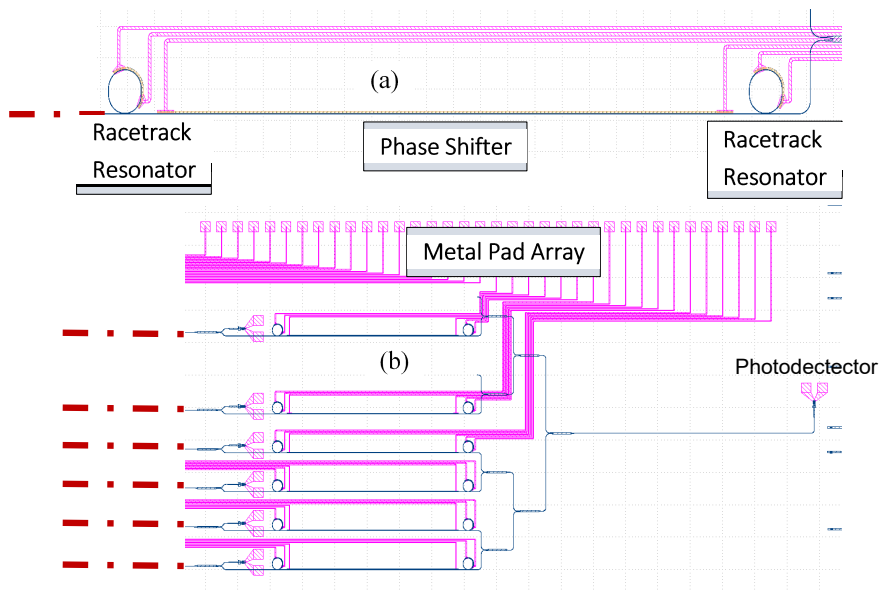 (a)
Racetrack
Resonator
Phase Shifter
Racetrack
Resonator
Metal Pad Array
(b)
Photodectector